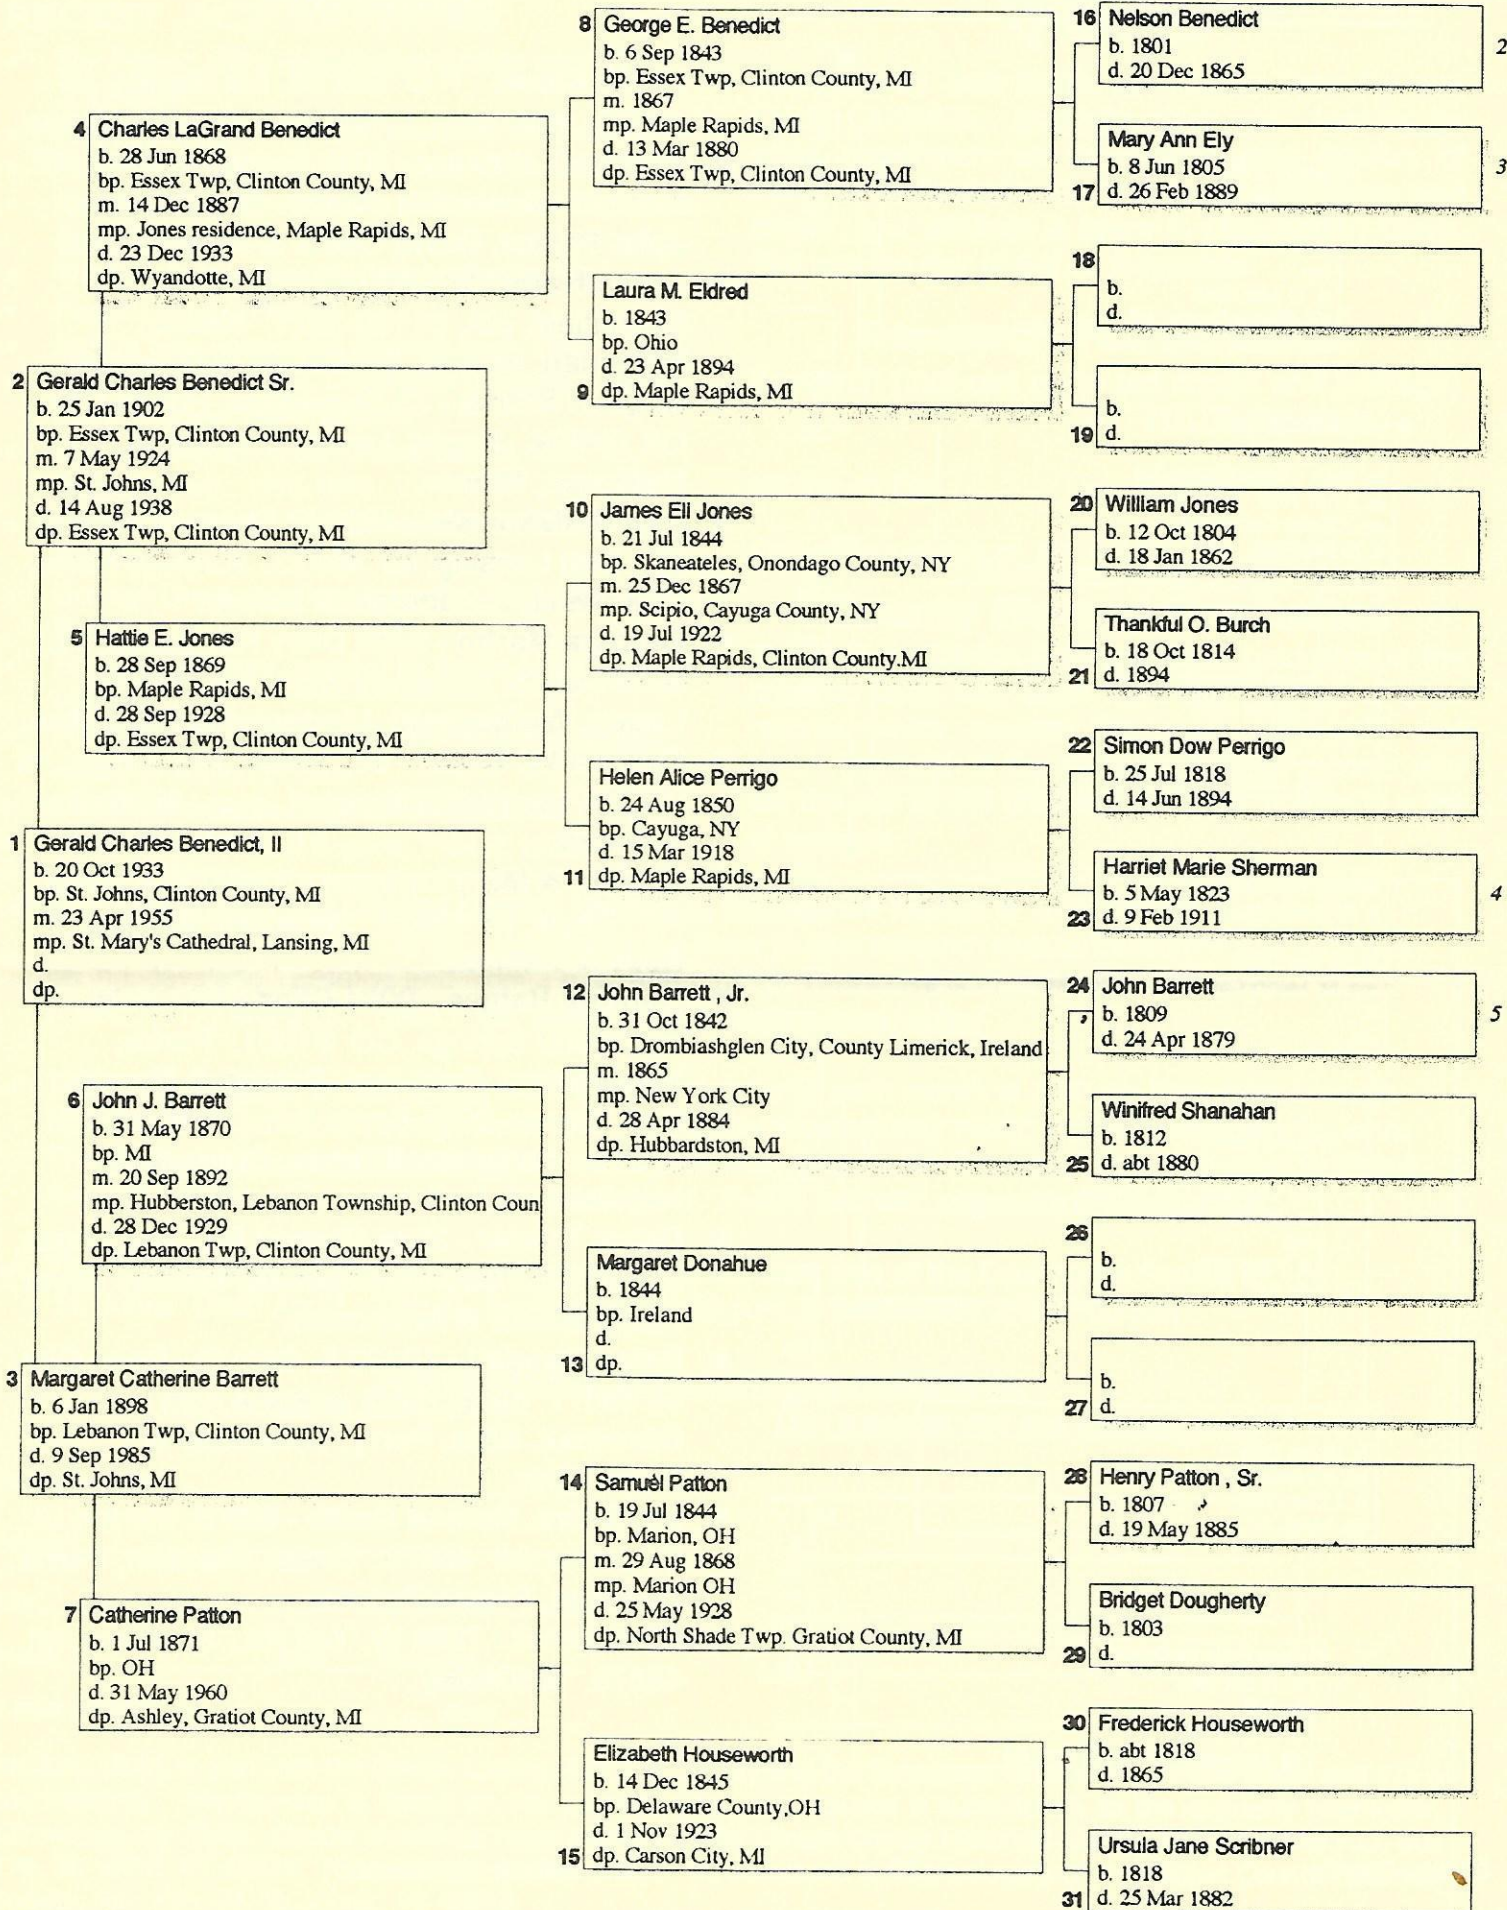 8 George E. Benedict
b. 6 Sep 1843
bp. Essex Twp, Clinton County, MI
m. 1867
mp. Maple Rapids, MI
d. 13 Mar 1880
dp. Essex Twp, Clinton County, MI
16 Nelson Benedict
b. 1801
d. 20 Dec 1865
2
Mary Ann Ely
b. 8 Jun 1805
17 d. 26 Feb 1889
3
4 Charles LaGrand Benedict
b. 28 Jun 1868
bp. Essex Twp, Clinton County, MI
m. 14 Dec 1887
mp. Jones residence, Maple Rapids, MI
d. 23 Dec 1933
dp. Wyandotte, MI
Laura M. Eldred
b. 1843
bp. Ohio
d. 23 Apr 1894
9 dp. Maple Rapids, MI
18
b.
d.
b.
19 d.
2 Gerald Charles Benedict Sr.
b. 25 Jan 1902
bp. Essex Twp, Clinton County, MI
m. 7 May 1924
mp. St. Johns, MI
d. 14 Aug 1938
dp. Essex Twp, Clinton County, MI
10 James Eli Jones
b. 21 Jul 1844
bp. Skaneateles, Onondago County, NY
m. 25 Dec 1867
mp. Scipio, Cayuga County, NY
d. 19 Jul 1922
dp. Maple Rapids, Clinton County.MI
20 William Jones
b. 12 Oct 1804
d. 18 Jan 1862
Thankful O. Burch
b. 18 Oct 1814
21 d. 1894
5 Hattie E. Jones
b. 28 Sep 1869
bp. Maple Rapids, MI
d. 28 Sep 1928
dp. Essex Twp, Clinton County, MI
Helen Alice Perrigo
b. 24 Aug 1850
bp. Cayuga, NY
d. 15 Mar 1918
11 dp. Maple Rapids, MI
22 Simon Dow Perrigo
b. 25 Jul 1818
d. 14 Jun 1894
Harriet Marie Sherman
b. 5 May 1823
23 d. 9 Feb 1911
4
1 Gerald Charles Benedict, II
b. 20 Oct 1933
bp. St. Johns, Clinton County, MI
m. 23 Apr 1955
mp. St. Mary's Cathedral, Lansing, MI
d.
dp.
12 John Barrett , Jr.
b. 31 Oct 1842
bp. Drombiashglen City, County Limerick, Ireland
m. 1865
mp. New York City
d. 28 Apr 1884
dp. Hubbardston, MI
24 John Barrett
b. 1809
d. 24 Apr 1879
5
Winifred Shanahan
b. 1812
25 d. abt 1880
6 John J. Barrett
b. 31 May 1870
bp. MI
m. 20 Sep 1892
mp. Hubberston, Lebanon Township, Clinton Coun
d. 28 Dec 1929
dp. Lebanon Twp, Clinton County, MI
Margaret Donahue
b. 1844
bp. Ireland
d.
13 dp.
26
b.
d.
b.
27 d.
3 Margaret Catherine Barrett
b. 6 Jan 1898
bp. Lebanon Twp, Clinton County, MI
d. 9 Sep 1985
dp. St. Johns, MI
14 Samuel Patton
b. 19 Jul 1844
bp. Marion, OH
m. 29 Aug 1868
mp. Marion OH
d. 25 May 1928
dp. North Shade Twp. Gratiot County, MI
28 Henry Patton , Sr.
b. 1807
d. 19 May 1885
Bridget Dougherty
b. 1803
29 d.
7 Catherine Patton
b. 1 Jul 1871
bp. OH
d. 31 May 1960
dp. Ashley, Gratiot County, MI
Elizabeth Houseworth
b. 14 Dec 1845
bp. Delaware County,OH
d. 1 Nov 1923
15 dp. Carson City, MI
30 Frederick Houseworth
b. abt 1818
d. 1865
Ursula Jane Scribner
b. 1818
31 d. 25 Mar 1882